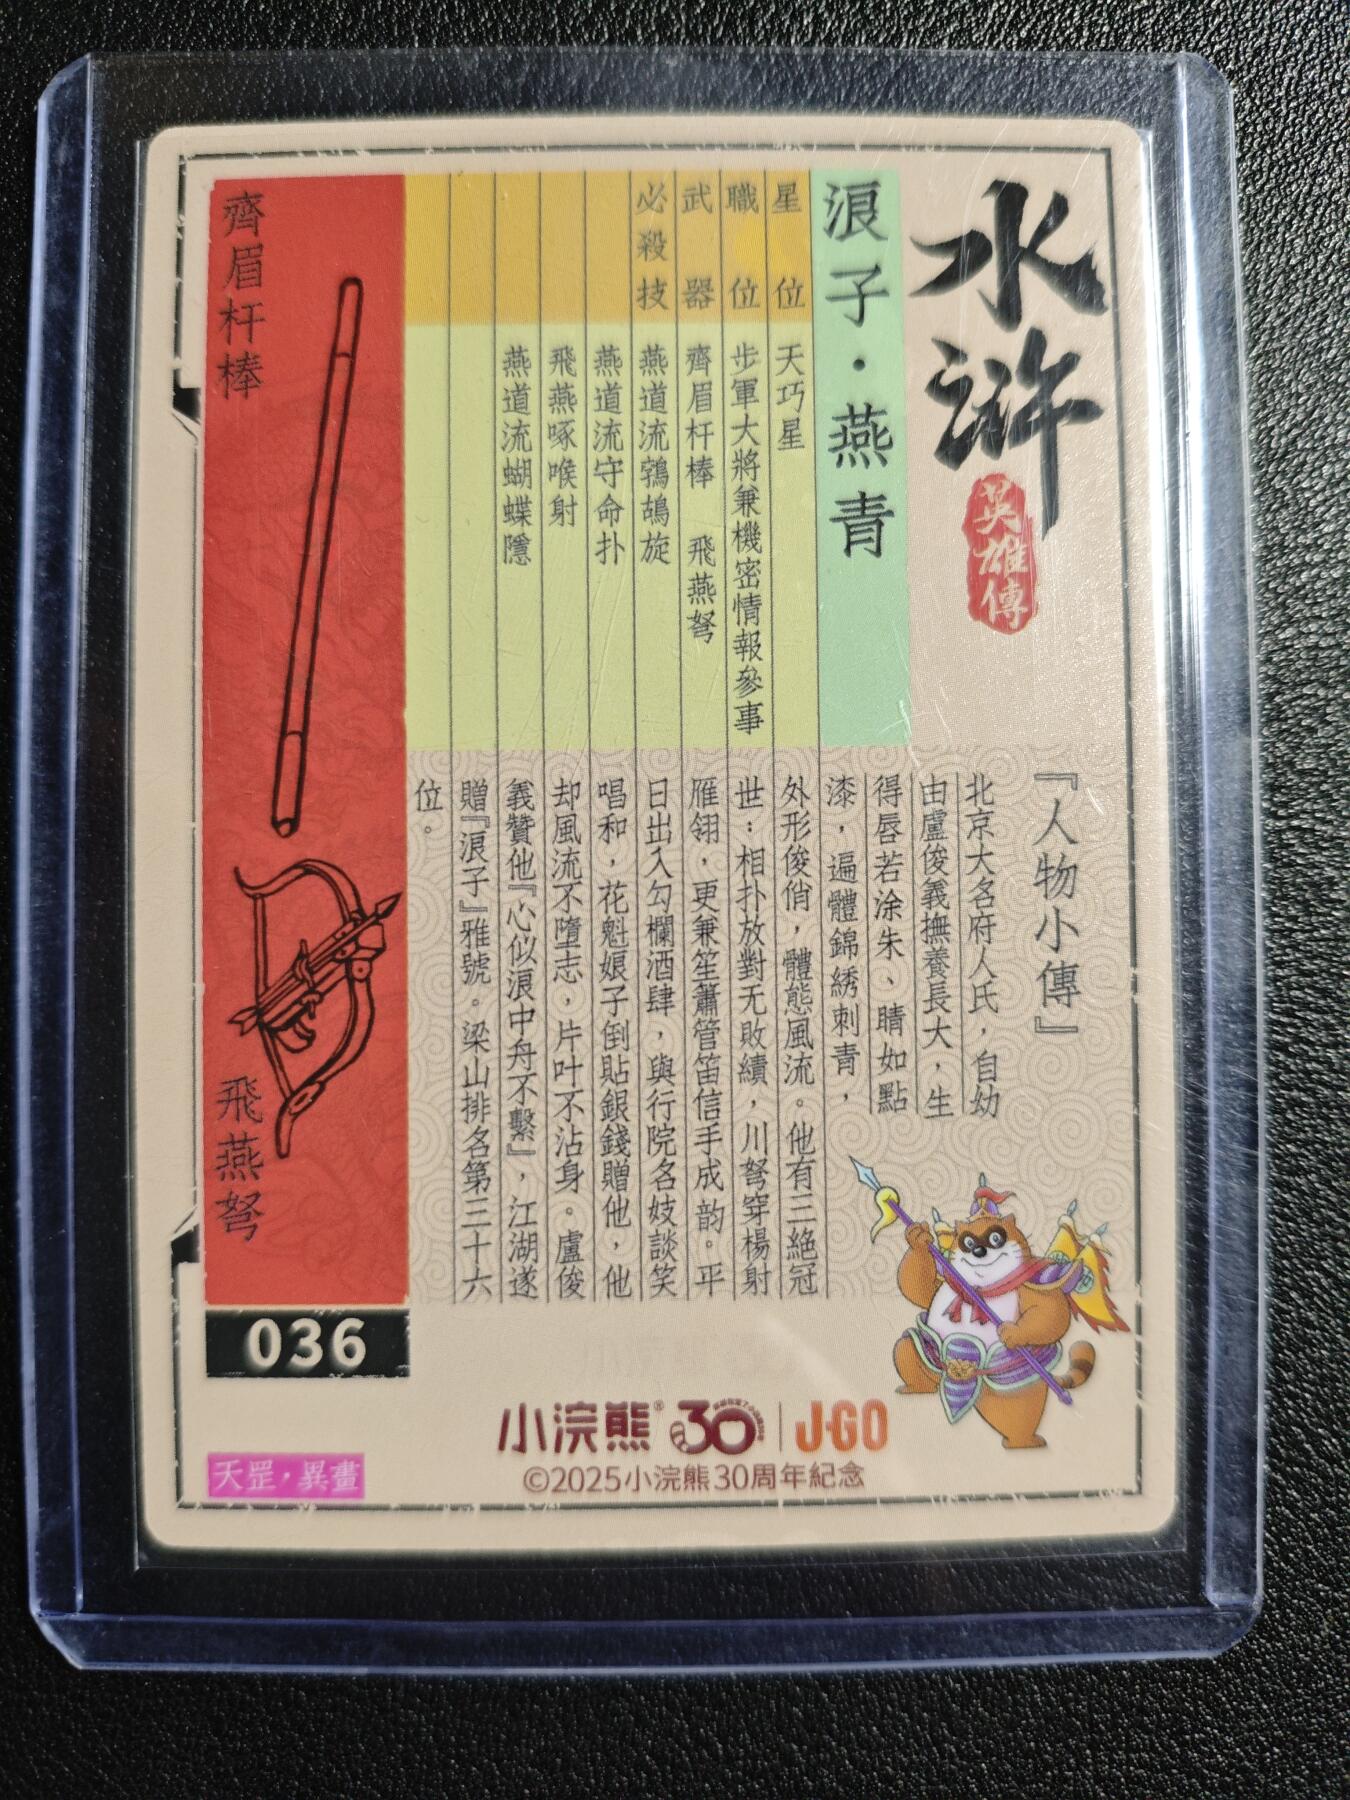 水滸
英雄傳
浪子·燕青
星位 天巧星
職位 步軍大將兼機密情報參事
武器 齊眉杆棒 飛燕弩
必殺技 燕道流鶚鴣旋
燕道流守命扑
飛燕啄喉射
燕道流蝴蝶隱
『人物小傳』
北京大名府人氏，自幼
由盧俊義撫養長大，生
得唇若涂朱、睛如點
漆，遍體錦綉刺青，
外形俊俏，體態風流。他有三絕冠
世：相扑放對无敗績，川弩穿楊射
雁翎，更兼笙簫管笛信手成韵。平
日出入勾欄酒肆，與行院名妓談笑
唱和，花魁娘子倒貼銀錢贈他，他
却風流不墮志，片叶不沾身。盧俊
義贊他『心似浪中舟不繫』，江湖遂
贈『浪子』雅號。梁山排名第三十六
位。
齊眉杆棒
飛燕弩
036
小浣熊® 30 J·GO
©2025小浣熊30周年紀念
天罡，異畫